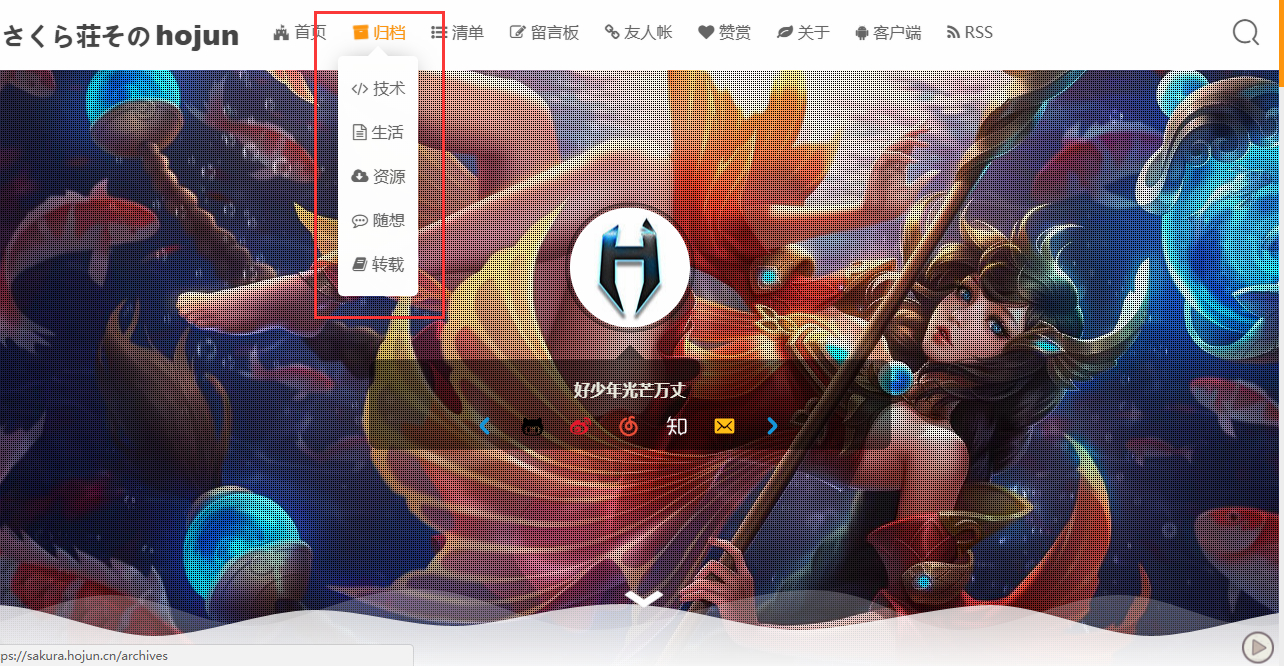 さくら荘その hojun 首页 归档 清单 留言板 友人帐 赞赏 关于 客户端 RSS
技术
生活
资源
随想
转载
好少年光芒万丈
知
ps://sakura.hojun.cn/archives